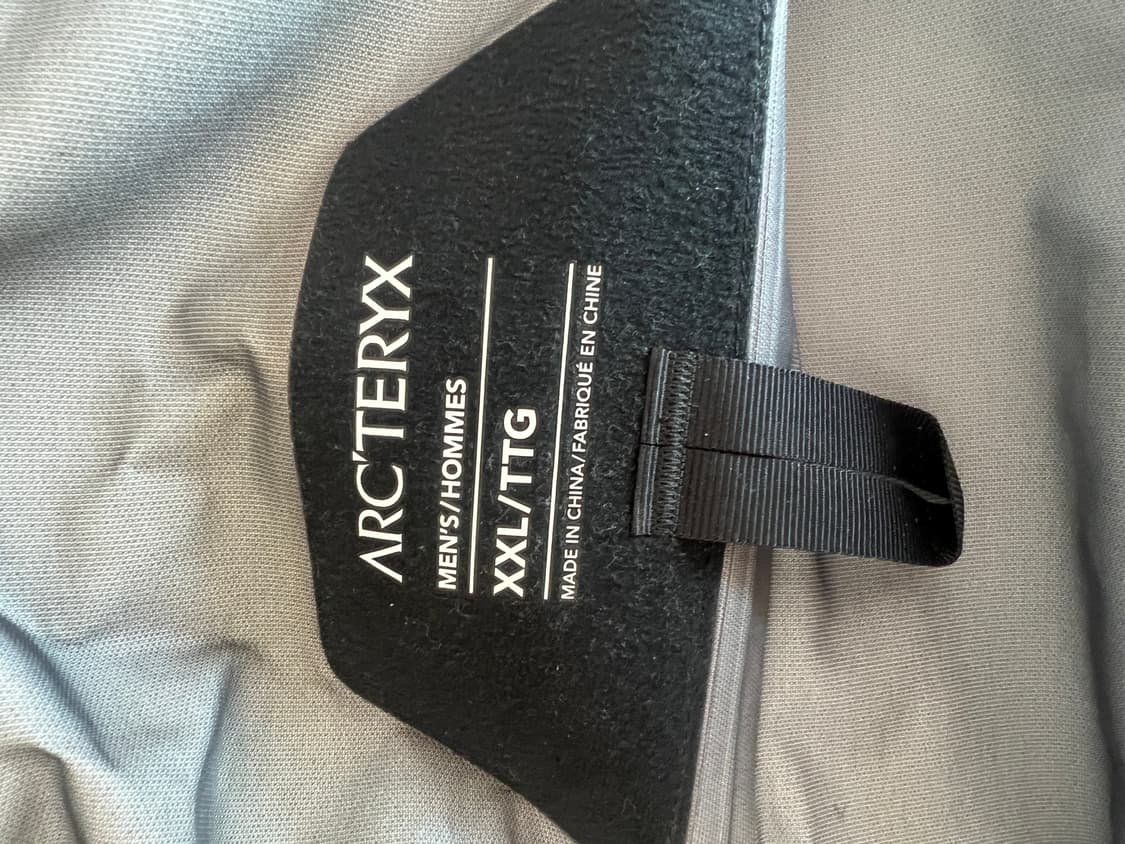 ARC'TERYX
MEN'S/HOMMES
XXL/TTG
MADE IN CHINA/FABRIQUÉ EN CHINE